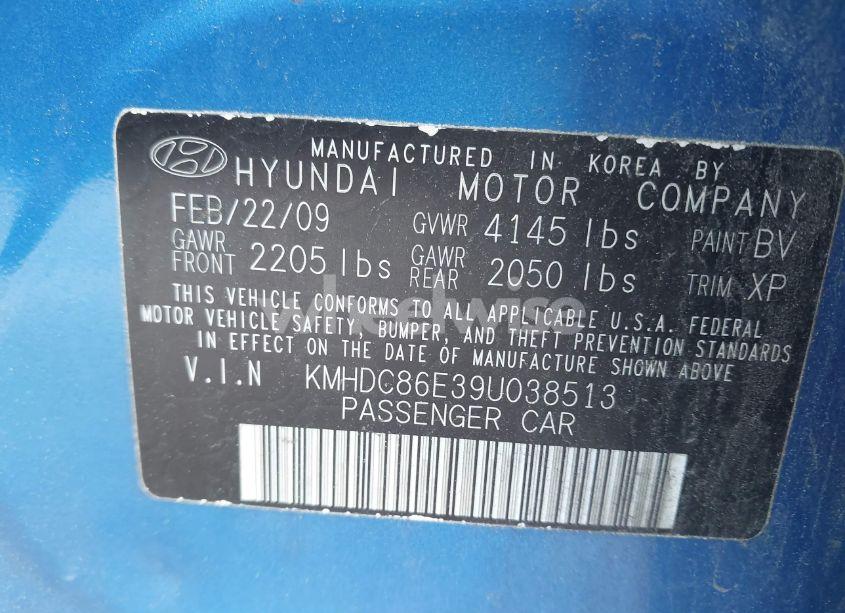 MANUFACTURED IN KOREA BY
HYUNDAI MOTOR COMPANY
FEB/22/09 GVWR 4145 lbs PAINT BV
GAWR FRONT 2205 lbs GAWR REAR 2050 lbs TRIM XP
THIS VEHICLE CONFORMS TO ALL APPLICABLE U.S.A. FEDERAL
MOTOR VEHICLE SAFETY, BUMPER, AND THEFT PREVENTION STANDARDS
IN EFFECT ON THE DATE OF MANUFACTURE SHOWN ABOVE.
V.I.N KMHDC86E39U038513
PASSENGER CAR
wheelwise